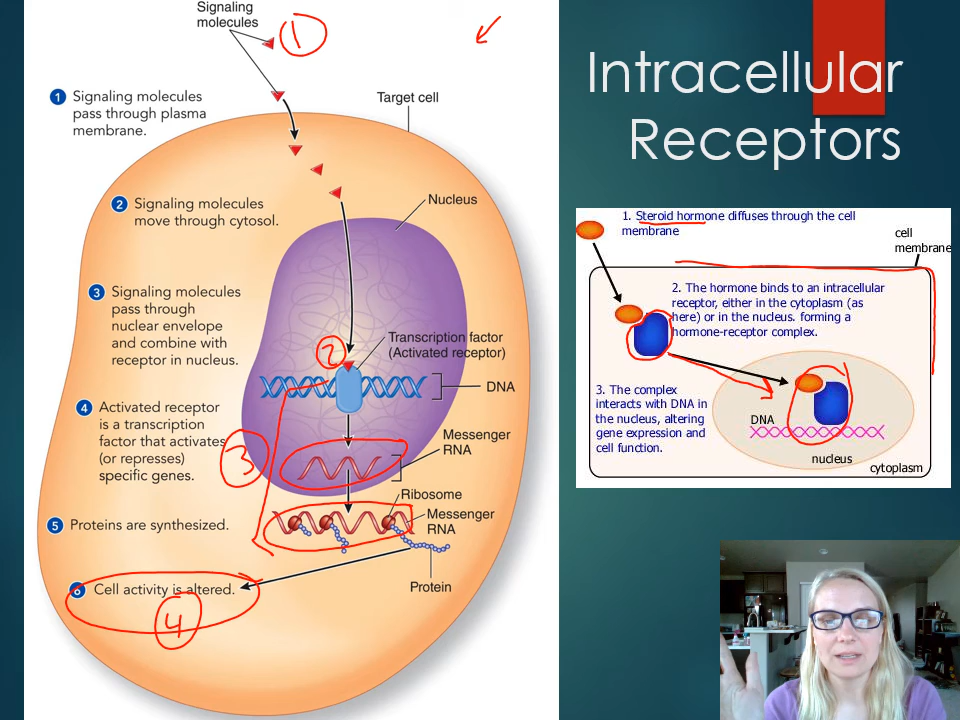 Signaling
molecules
1
1 Signaling molecules
pass through plasma
membrane.
Target cell
2 Signaling molecules
move through cytosol.
Nucleus
3 Signaling molecules
pass through
nuclear envelope
and combine with
receptor in nucleus.
2
Transcription factor
(Activated receptor)
DNA
4 Activated receptor
is a transcription
factor that activates
(or represses)
specific genes.
3
Messenger
RNA
Ribosome
Messenger
RNA
5 Proteins are synthesized.
6 Cell activity is altered.
4
Protein
Intracellular
Receptors
1. Steroid hormone diffuses through the cell
membrane
cell
membrane
2. The hormone binds to an intracellular
receptor, either in the cytoplasm (as
here) or in the nucleus. forming a
hormone-receptor complex.
3. The complex
interacts with DNA in
the nucleus, altering
gene expression and
cell function.
DNA
nucleus
cytoplasm